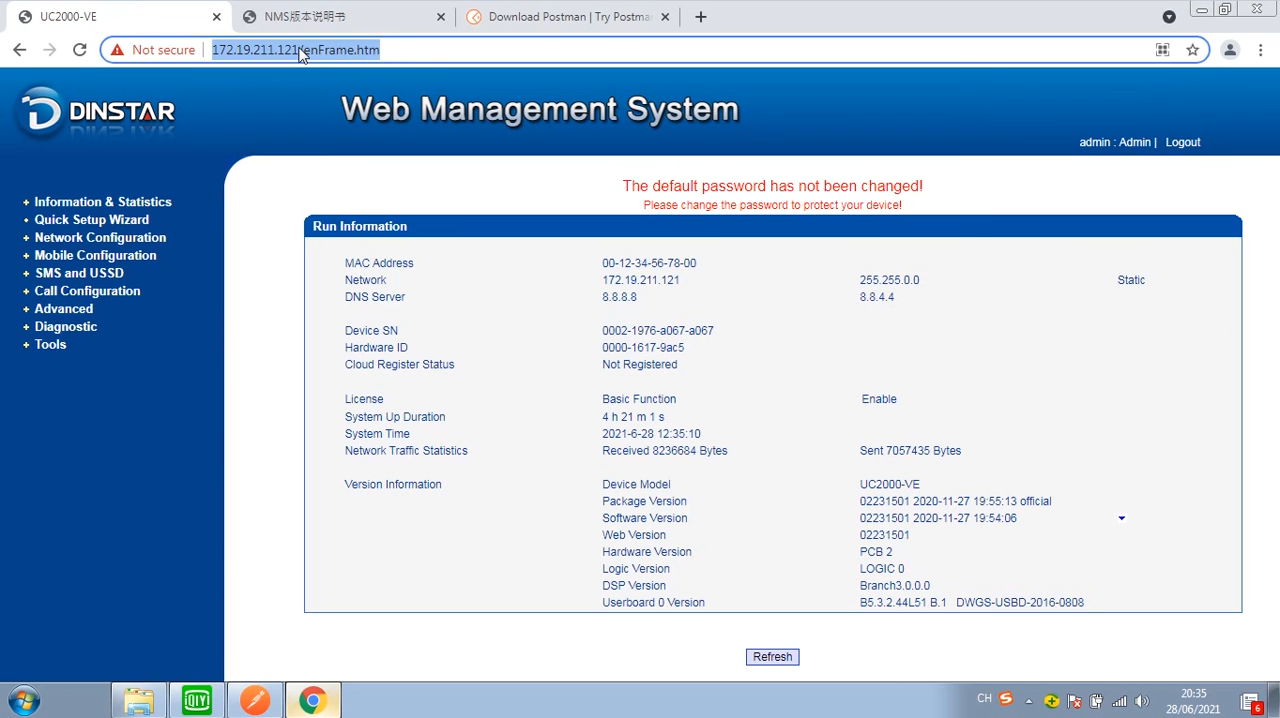 UC2000-VE
NMS版本说明书
Download Postman | Try Postma
Not secure
172.19.211.121/enFrame.htm
DINSTAR
Web Management System
admin : Admin | Logout
Information & Statistics
Quick Setup Wizard
Network Configuration
Mobile Configuration
SMS and USSD
Call Configuration
Advanced
Diagnostic
Tools
The default password has not been changed!
Please change the password to protect your device!
Run Information
MAC Address 00-12-34-56-78-00
Network 172.19.211.121 255.255.0.0 Static
DNS Server 8.8.8.8 8.8.4.4
Device SN 0002-1976-a067-a067
Hardware ID 0000-1617-9ac5
Cloud Register Status Not Registered
License Basic Function Enable
System Up Duration 4 h 21 m 1 s
System Time 2021-6-28 12:35:10
Network Traffic Statistics Received 8236684 Bytes Sent 7057435 Bytes
Version Information Device Model UC2000-VE
Package Version 02231501 2020-11-27 19:55:13 official
Software Version 02231501 2020-11-27 19:54:06
Web Version 02231501
Hardware Version PCB 2
Logic Version LOGIC 0
DSP Version Branch3.0.0.0
Userboard 0 Version B5.3.2.44L51 B.1 DWGS-USBD-2016-0808
Refresh
QIYI
CH
20:35
28/06/2021
6